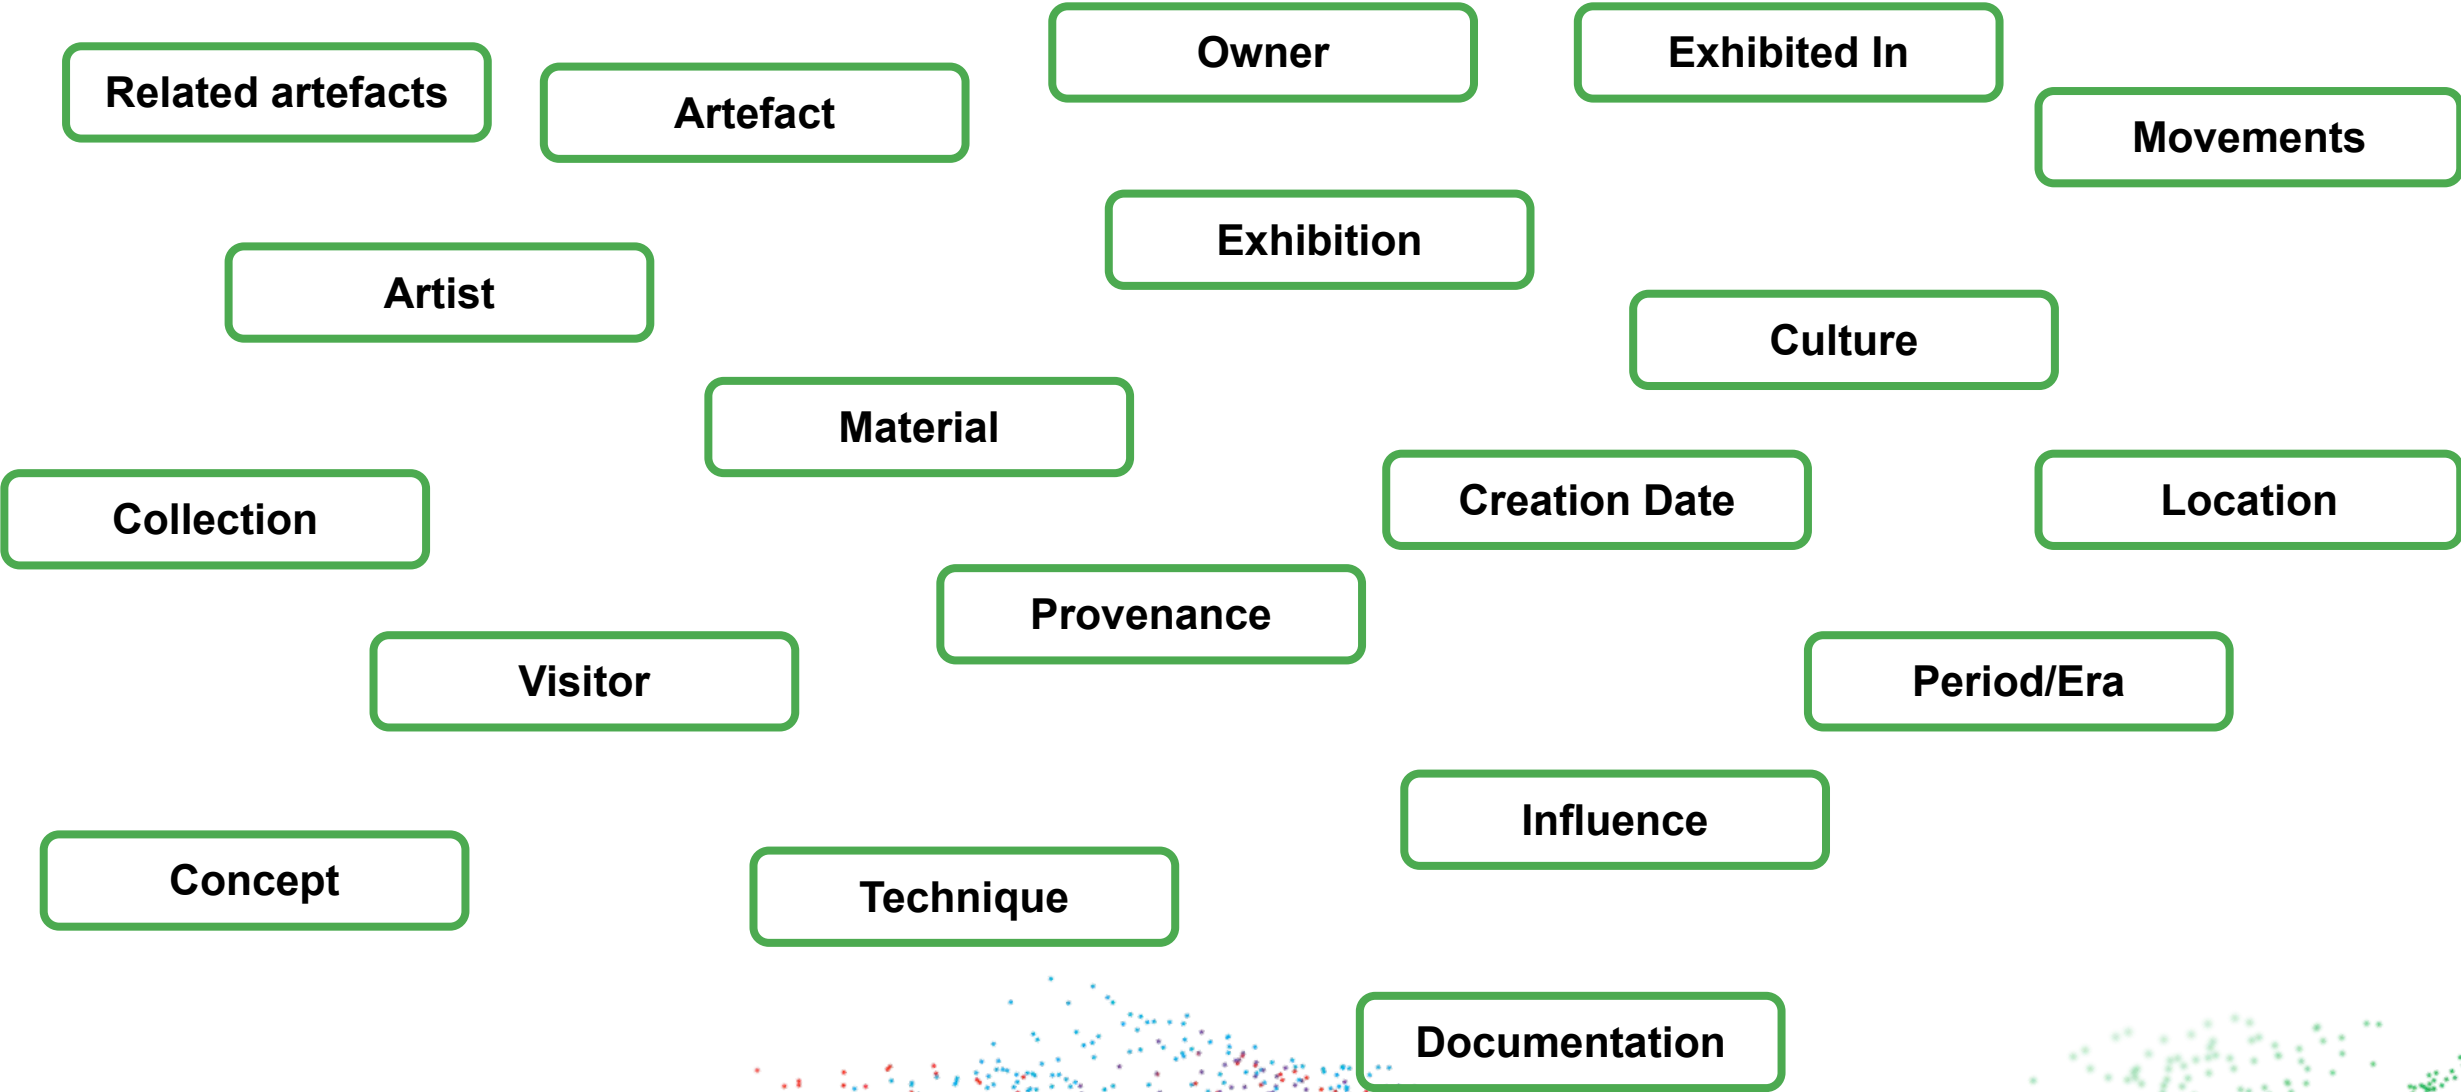 Owner
Exhibited In
Related artefacts
Artefact
Movements
Exhibition
Artist
Culture
Material
Creation Date
Location
Collection
Provenance
Visitor
Period/Era
Influence
Concept
Technique
Documentation